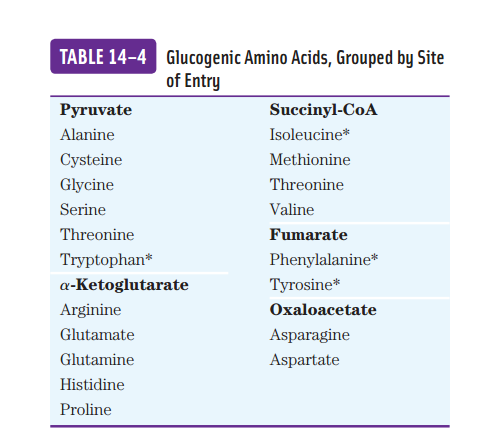 TABLE 14–4 Glucogenic Amino Acids, Grouped by Site
of Entry
Pyruvate
Alanine
Cysteine
Glycine
Serine
Threonine
Tryptophan*
α-Ketoglutarate
Arginine
Glutamate
Glutamine
Histidine
Proline
Succinyl-CoA
Isoleucine*
Methionine
Threonine
Valine
Fumarate
Phenylalanine*
Tyrosine*
Oxaloacetate
Asparagine
Aspartate